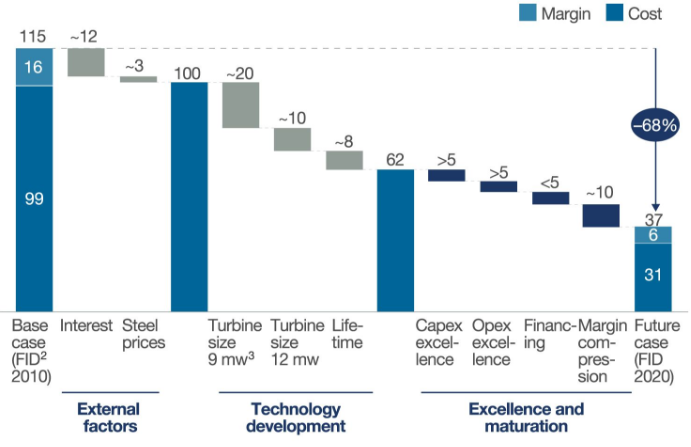 Margin Cost
115
~12
~3
100
~20
~10
~8
62
>5
>5
<5
~10
–68%
16
99
37
6
31
Base
case
(FID²
2010)
Interest
Steel
prices
Turbine
size
9 mw³
Turbine
size
12 mw
Life-
time
Capex
excel-
lence
Opex
excel-
lence
Financ-
ing
Margin
com-
pres-
sion
Future
case
(FID
2020)
External
factors
Technology
development
Excellence and
maturation